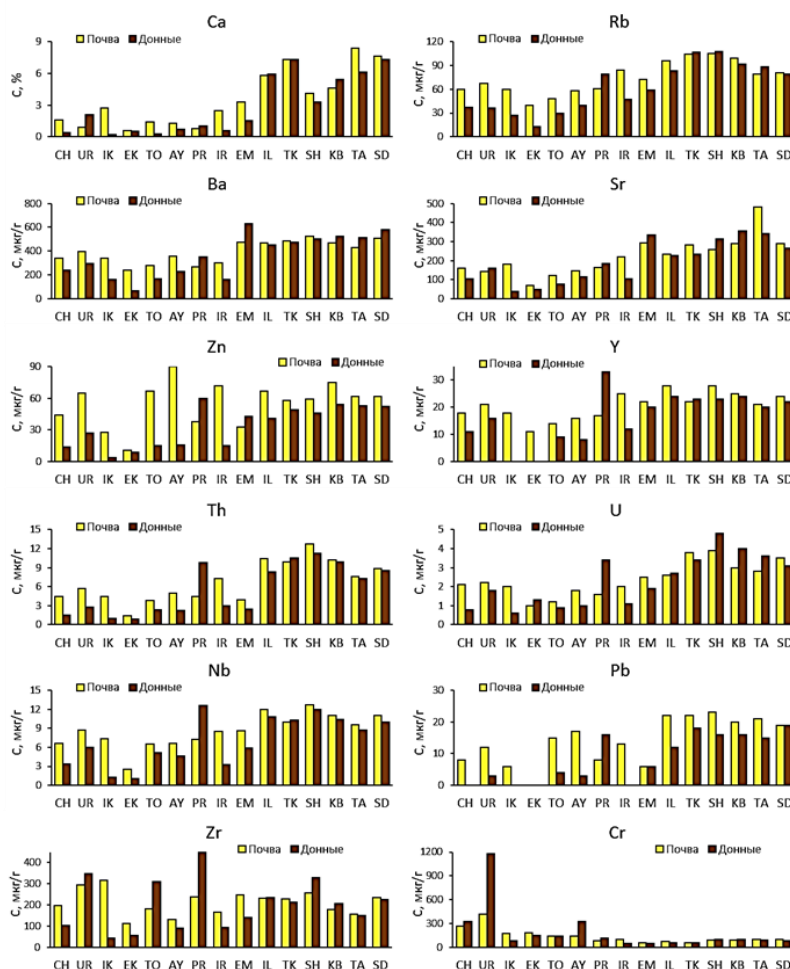 Ca
Почва Донные
C, %
9
6
3
0
CH UR IK EK TO AY PR IR EM IL TK SH KB TA SD
Rb
Почва Донные
C, мкг/г
120
90
60
30
0
CH UR IK EK TO AY PR IR EM IL TK SH KB TA SD
Ba
Почва Донные
C, мкг/г
800
600
400
200
0
CH UR IK EK TO AY PR IR EM IL TK SH KB TA SD
Sr
Почва Донные
C, мкг/г
500
400
300
200
100
0
CH UR IK EK TO AY PR IR EM IL TK SH KB TA SD
Zn
Почва Донные
C, мкг/г
90
60
30
0
CH UR IK EK TO AY PR IR EM IL TK SH KB TA SD
Y
Почва Донные
C, мкг/г
30
20
10
0
CH UR IK EK TO AY PR IR EM IL TK SH KB TA SD
Th
Почва Донные
C, мкг/г
15
12
9
6
3
0
CH UR IK EK TO AY PR IR EM IL TK SH KB TA SD
U
Почва Донные
C, мкг/г
5
4
3
2
1
0
CH UR IK EK TO AY PR IR EM IL TK SH KB TA SD
Nb
Почва Донные
C, мкг/г
15
12
9
6
3
0
CH UR IK EK TO AY PR IR EM IL TK SH KB TA SD
Pb
Почва Донные
C, мкг/г
30
20
10
0
CH UR IK EK TO AY PR IR EM IL TK SH KB TA SD
Zr
Почва Донные
C, мкг/г
400
300
200
100
0
CH UR IK EK TO AY PR IR EM IL TK SH KB TA SD
Cr
Почва Донные
C, мкг/г
1200
900
600
300
0
CH UR IK EK TO AY PR IR EM IL TK SH KB TA SD